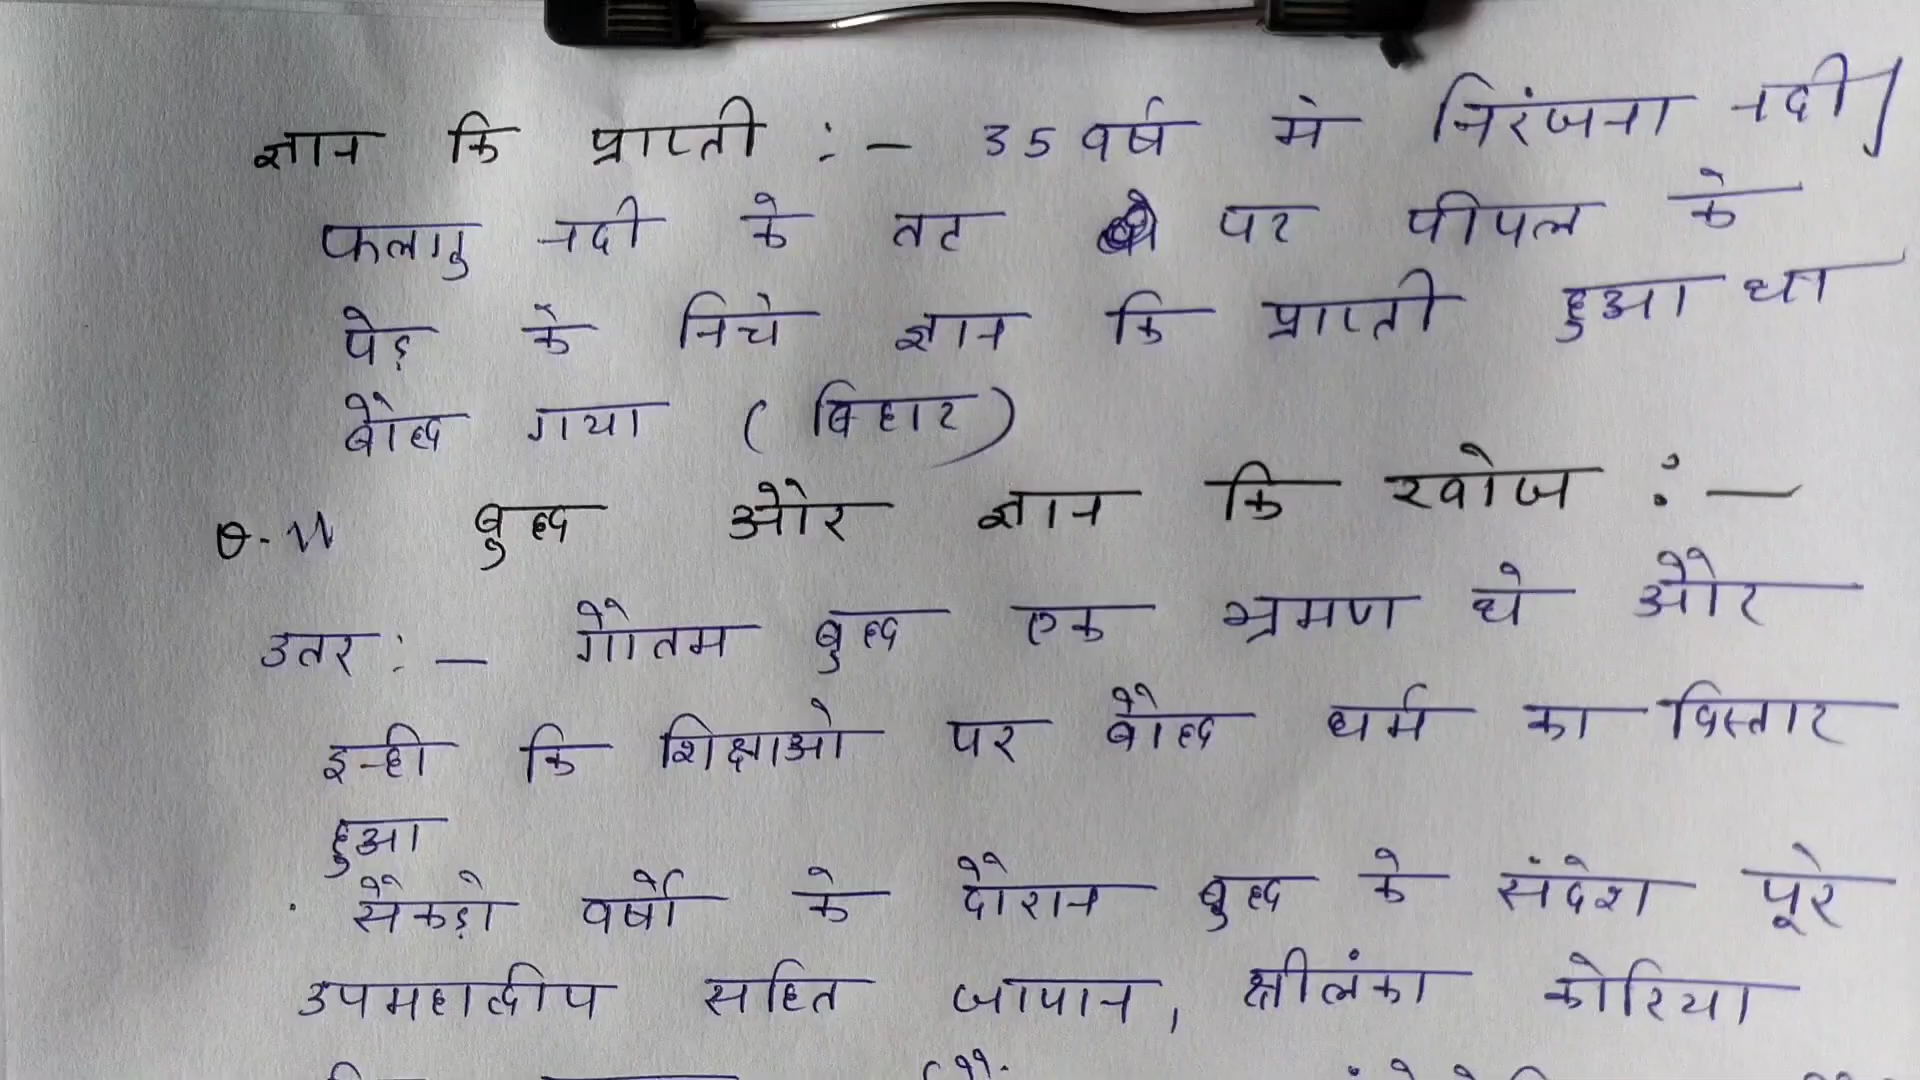 ज्ञान कि प्राप्ती :- 35 वर्ष मे निरंजना नदी/
फलगु नदी के तट पर पीपल के
पेड़ के निचे ज्ञान कि प्राप्ती हुआ था
बौद्ध गया (बिहार)
बुद्ध और ज्ञान कि खोज :-
उतर :- गौतम बुद्ध एक भ्रमण थे और
इन्ही कि शिक्षाओ पर बौद्ध धर्म का विस्तार
हुआ
सैकड़ो वर्षो के दौरान बुद्ध के संदेश पूरे
उपमहाद्वीप सहित जापान, क्षीलंका कोरिया